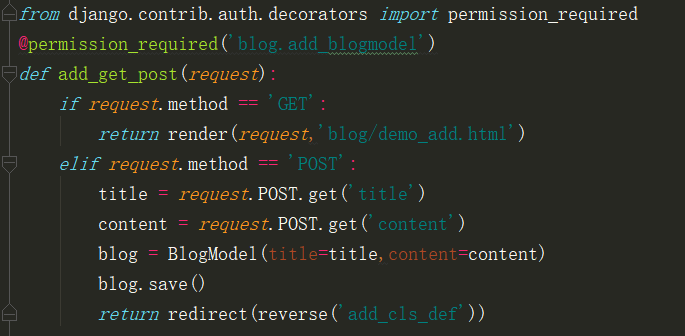 from django.contrib.auth.decorators import permission_required
@permission_required('blog.add_blogmodel')
def add_get_post(request):
    if request.method == 'GET':
        return render(request,'blog/demo_add.html')
    elif request.method == 'POST':
        title = request.POST.get('title')
        content = request.POST.get('content')
        blog = BlogModel(title=title,content=content)
        blog.save()
        return redirect(reverse('add_cls_def'))